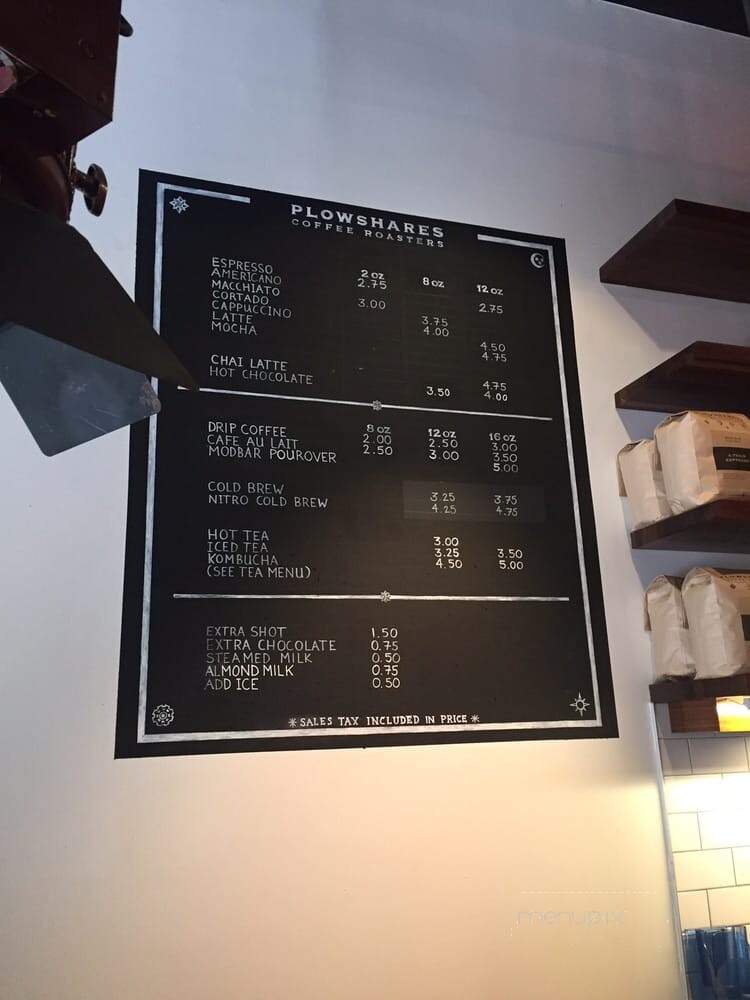 PLOWSHARES
COFFEE ROASTERS
2 oz 8 oz 12 oz
ESPRESSO 2.75
AMERICANO 2.75
MACCHIATO 3.00
CORTADO 3.75
CAPPUCCINO 4.00
LATTE 4.50
MOCHA 4.75
CHAI LATTE 4.75
HOT CHOCOLATE 3.50 4.00
8 oz 12 oz 16 oz
DRIP COFFEE 2.00 2.50 3.00
CAFE AU LAIT 2.50 3.00 3.50
MODBAR POUROVER 5.00
COLD BREW 3.25 3.75
NITRO COLD BREW 4.25 4.75
HOT TEA 3.00
ICED TEA 3.25 3.50
KOMBUCHA 4.50 5.00
(SEE TEA MENU)
EXTRA SHOT 1.50
EXTRA CHOCOLATE 0.75
STEAMED MILK 0.50
ALMOND MILK 0.75
ADD ICE 0.50
*SALES TAX INCLUDED IN PRICE*
menupix